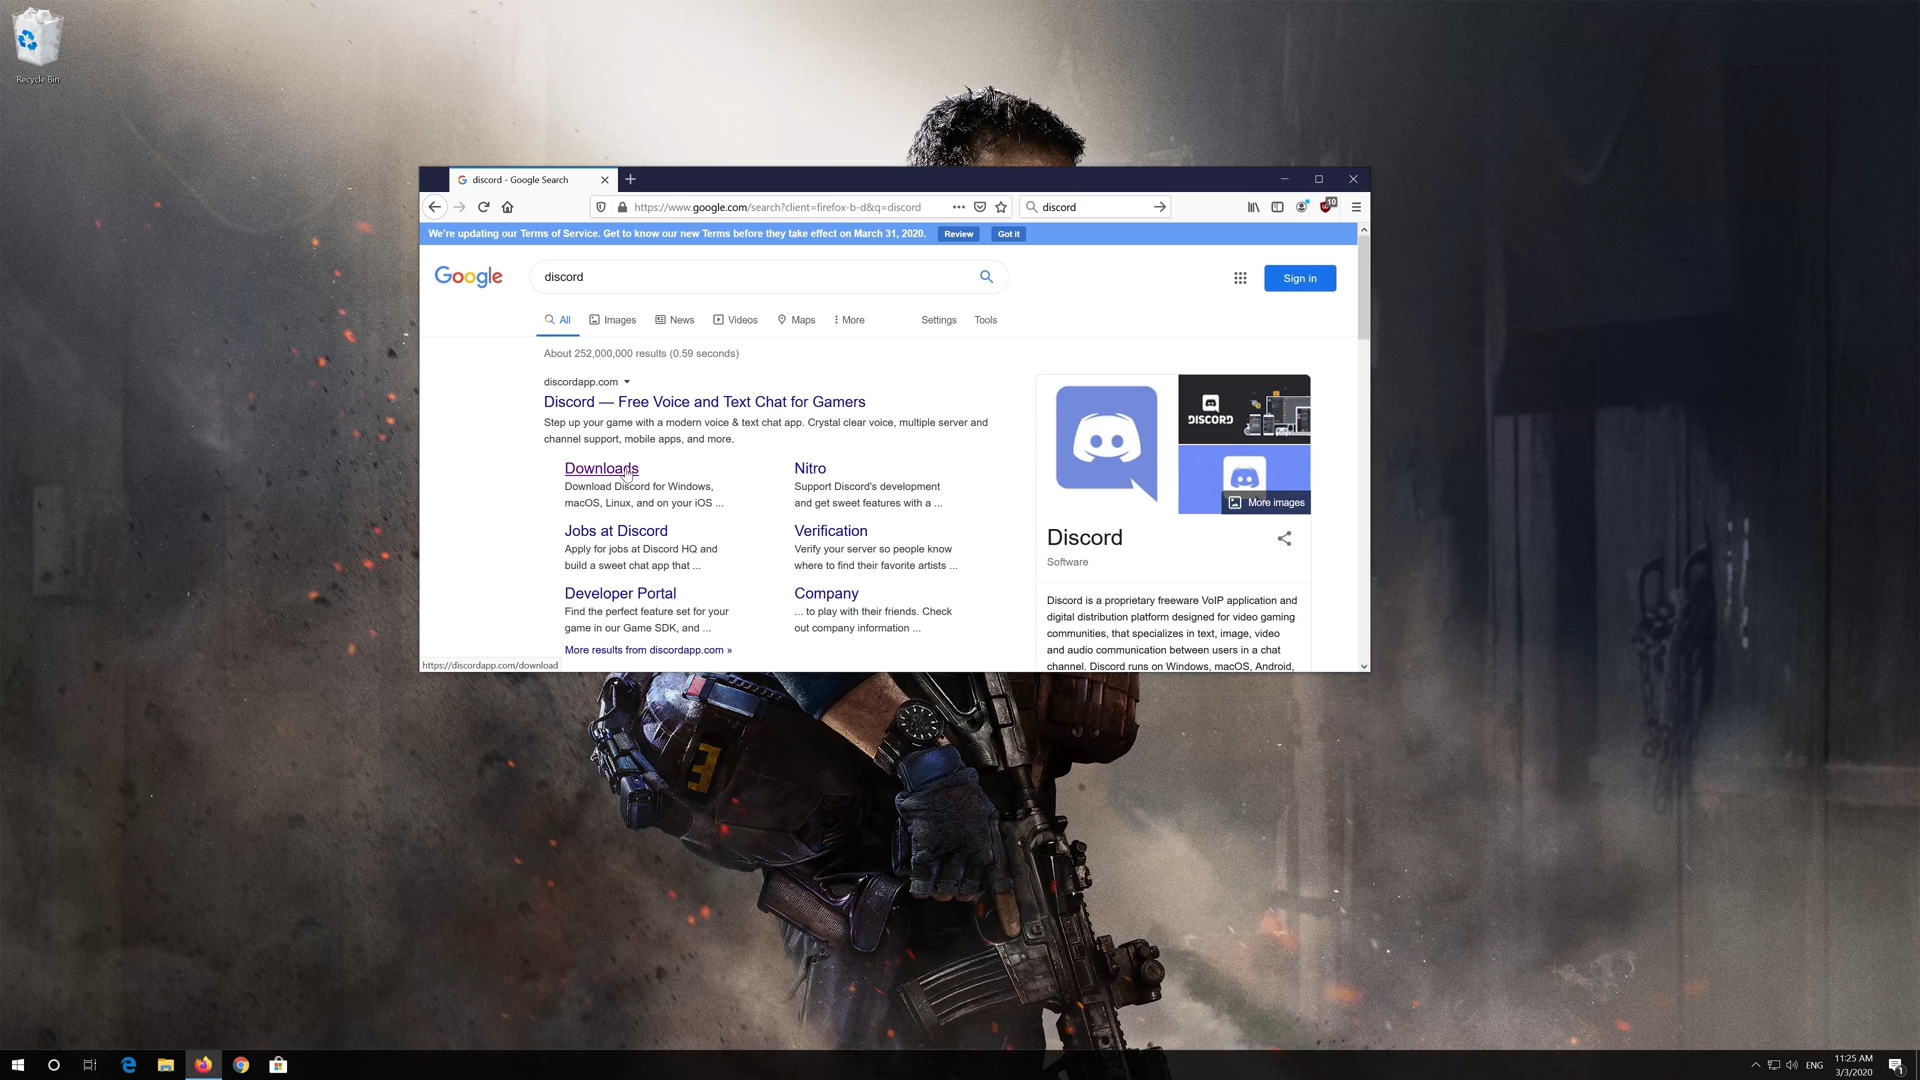 Recycle Bin
discord - Google Search
https://www.google.com/search?client=firefox-b-d&q=discord
discord
10
We're updating our Terms of Service. Get to know our new Terms before they take effect on March 31, 2020.
Review
Got it
Google
discord
Sign in
All
Images
News
Videos
Maps
More
Settings
Tools
About 252,000,000 results (0.59 seconds)
discordapp.com
Discord — Free Voice and Text Chat for Gamers
Step up your game with a modern voice & text chat app. Crystal clear voice, multiple server and
channel support, mobile apps, and more.
Downloads
Download Discord for Windows,
macOS, Linux, and on your iOS ...
Nitro
Support Discord's development
and get sweet features with a ...
Jobs at Discord
Apply for jobs at Discord HQ and
build a sweet chat app that ...
Verification
Verify your server so people know
where to find their favorite artists ...
Developer Portal
Find the perfect feature set for your
game in our Game SDK, and ...
Company
... to play with their friends. Check
out company information ...
More results from discordapp.com »
DISCORD
More images
Discord
Software
Discord is a proprietary freeware VoIP application and
digital distribution platform designed for video gaming
communities, that specializes in text, image, video
and audio communication between users in a chat
channel. Discord runs on Windows, macOS, Android,
https://discordapp.com/download
3
ENG
11:25 AM
3/3/2020
1